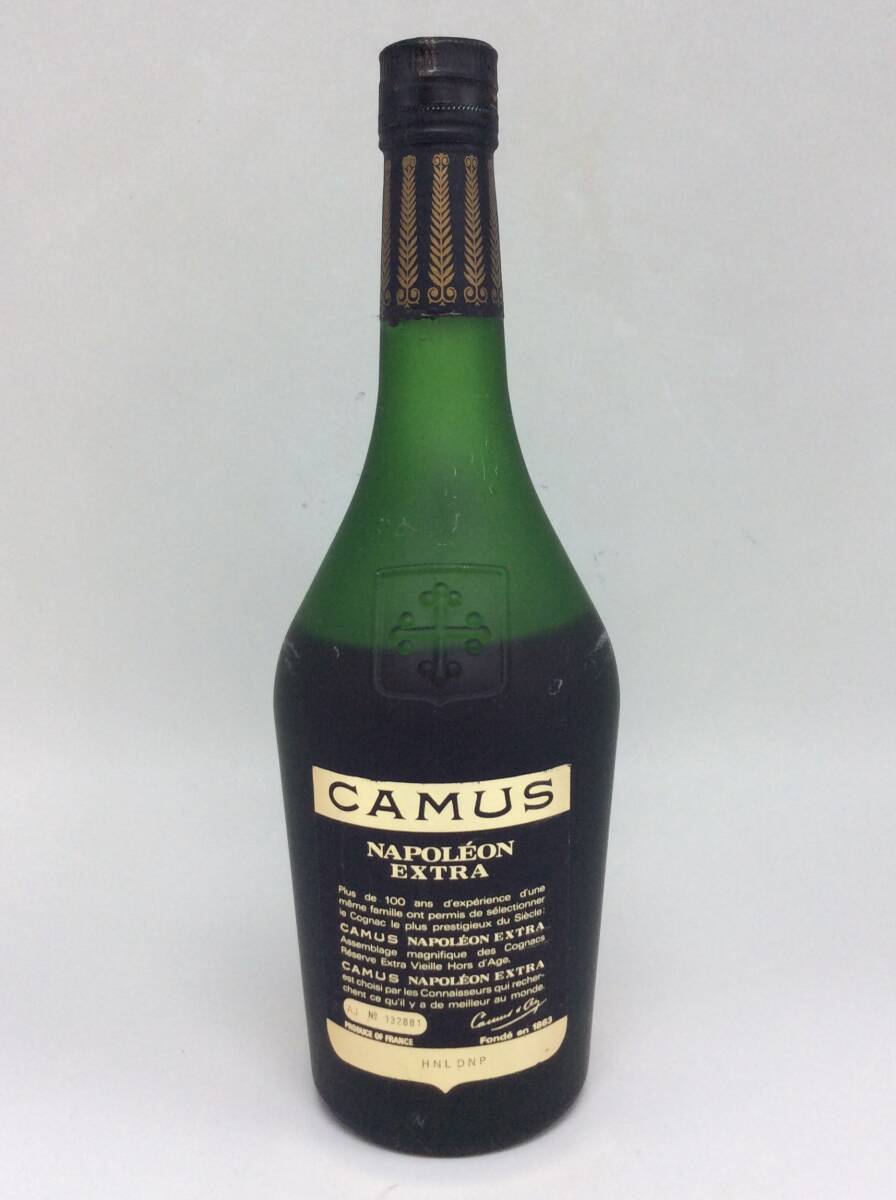 CAMUS
NAPOLÉON
EXTRA
Plus de 100 ans d'expérience d'une
même famille ont permis de sélectionner
le Cognac le plus prestigieux du Siècle:
CAMUS NAPOLÉON EXTRA
Assemblage magnifique des Cognacs
Réserve Extra Vieille Hors d'Age,
CAMUS NAPOLÉON EXTRA
est choisi par les Connaisseurs qui recher-
chent ce qu'il y a de meilleur au monde.
AJ Nº 132881
PRODUCE OF FRANCE
Fondé en 1863
HNL DNP